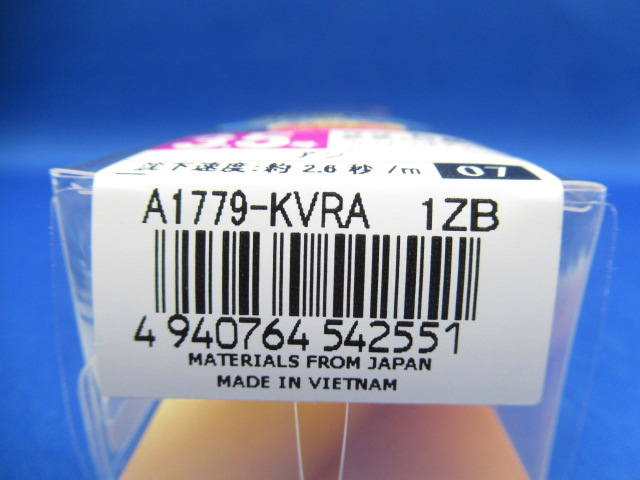 沈下速度:約 2.6 秒 /m 07
A1779-KVRA 1ZB
4 940764 542551
MATERIALS FROM JAPAN
MADE IN VIETNAM